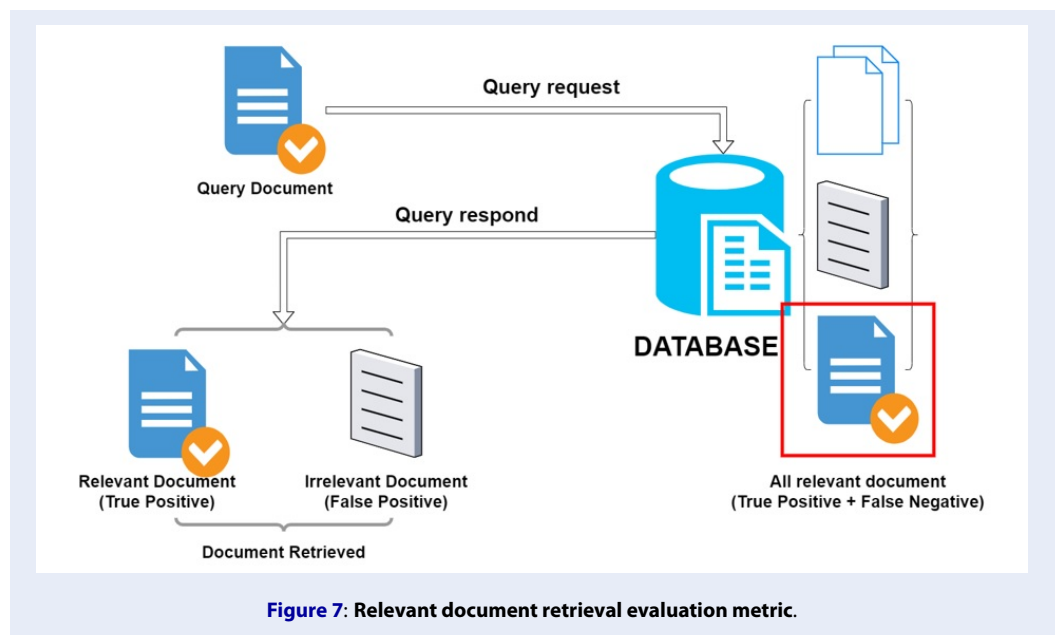 Query request
Query Document
Query respond
DATABASE
Relevant Document
(True Positive)
Irrelevant Document
(False Positive)
All relevant document
(True Positive + False Negative)
Document Retrieved
Figure 7: Relevant document retrieval evaluation metric.